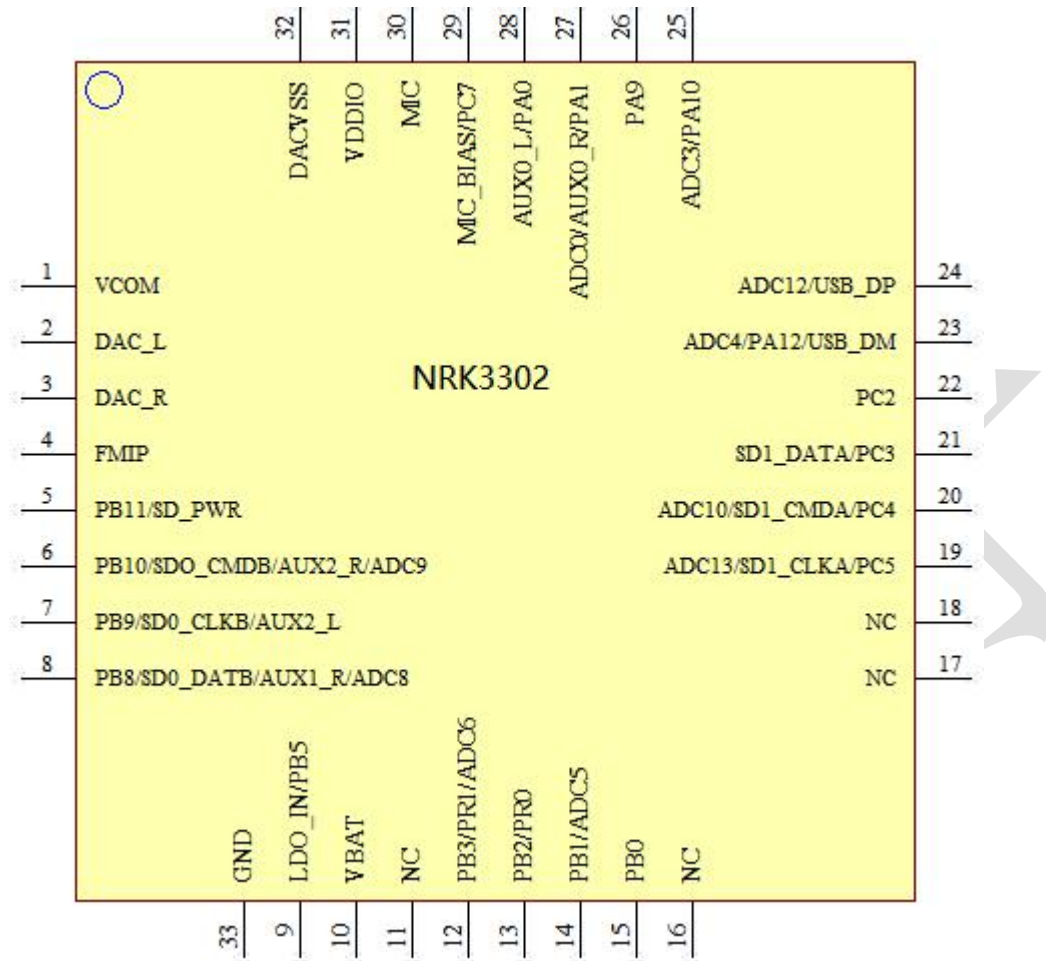 32 31 30 29 28 27 26 25
DACVSS
VDDIO
MIC
MIC_BIAS/PC7
AUX0_L/PA0
ADC0/AUX0_R/PA1
PA9
ADC3/PA10
1 VCOM
ADC12/USB_DP 24
2 DAC_L
ADC4/PA12/USB_DM 23
NRK3302
3 DAC_R
PC2 22
4 FMIP
SD1_DATA/PC3 21
5 PB11/SD_PWR
ADC10/SD1_CMDA/PC4 20
6 PB10/SDO_CMDB/AUX2_R/ADC9
ADC13/SD1_CLKA/PC5 19
7 PB9/SD0_CLKB/AUX2_L
NC 18
8 PB8/SD0_DATB/AUX1_R/ADC8
NC 17
GND
LDO_IN/PB5
VBAT
NC
PB3/PR1/ADC6
PB2/PR0
PB1/ADC5
PB0
NC
33 9 10 11 12 13 14 15 16